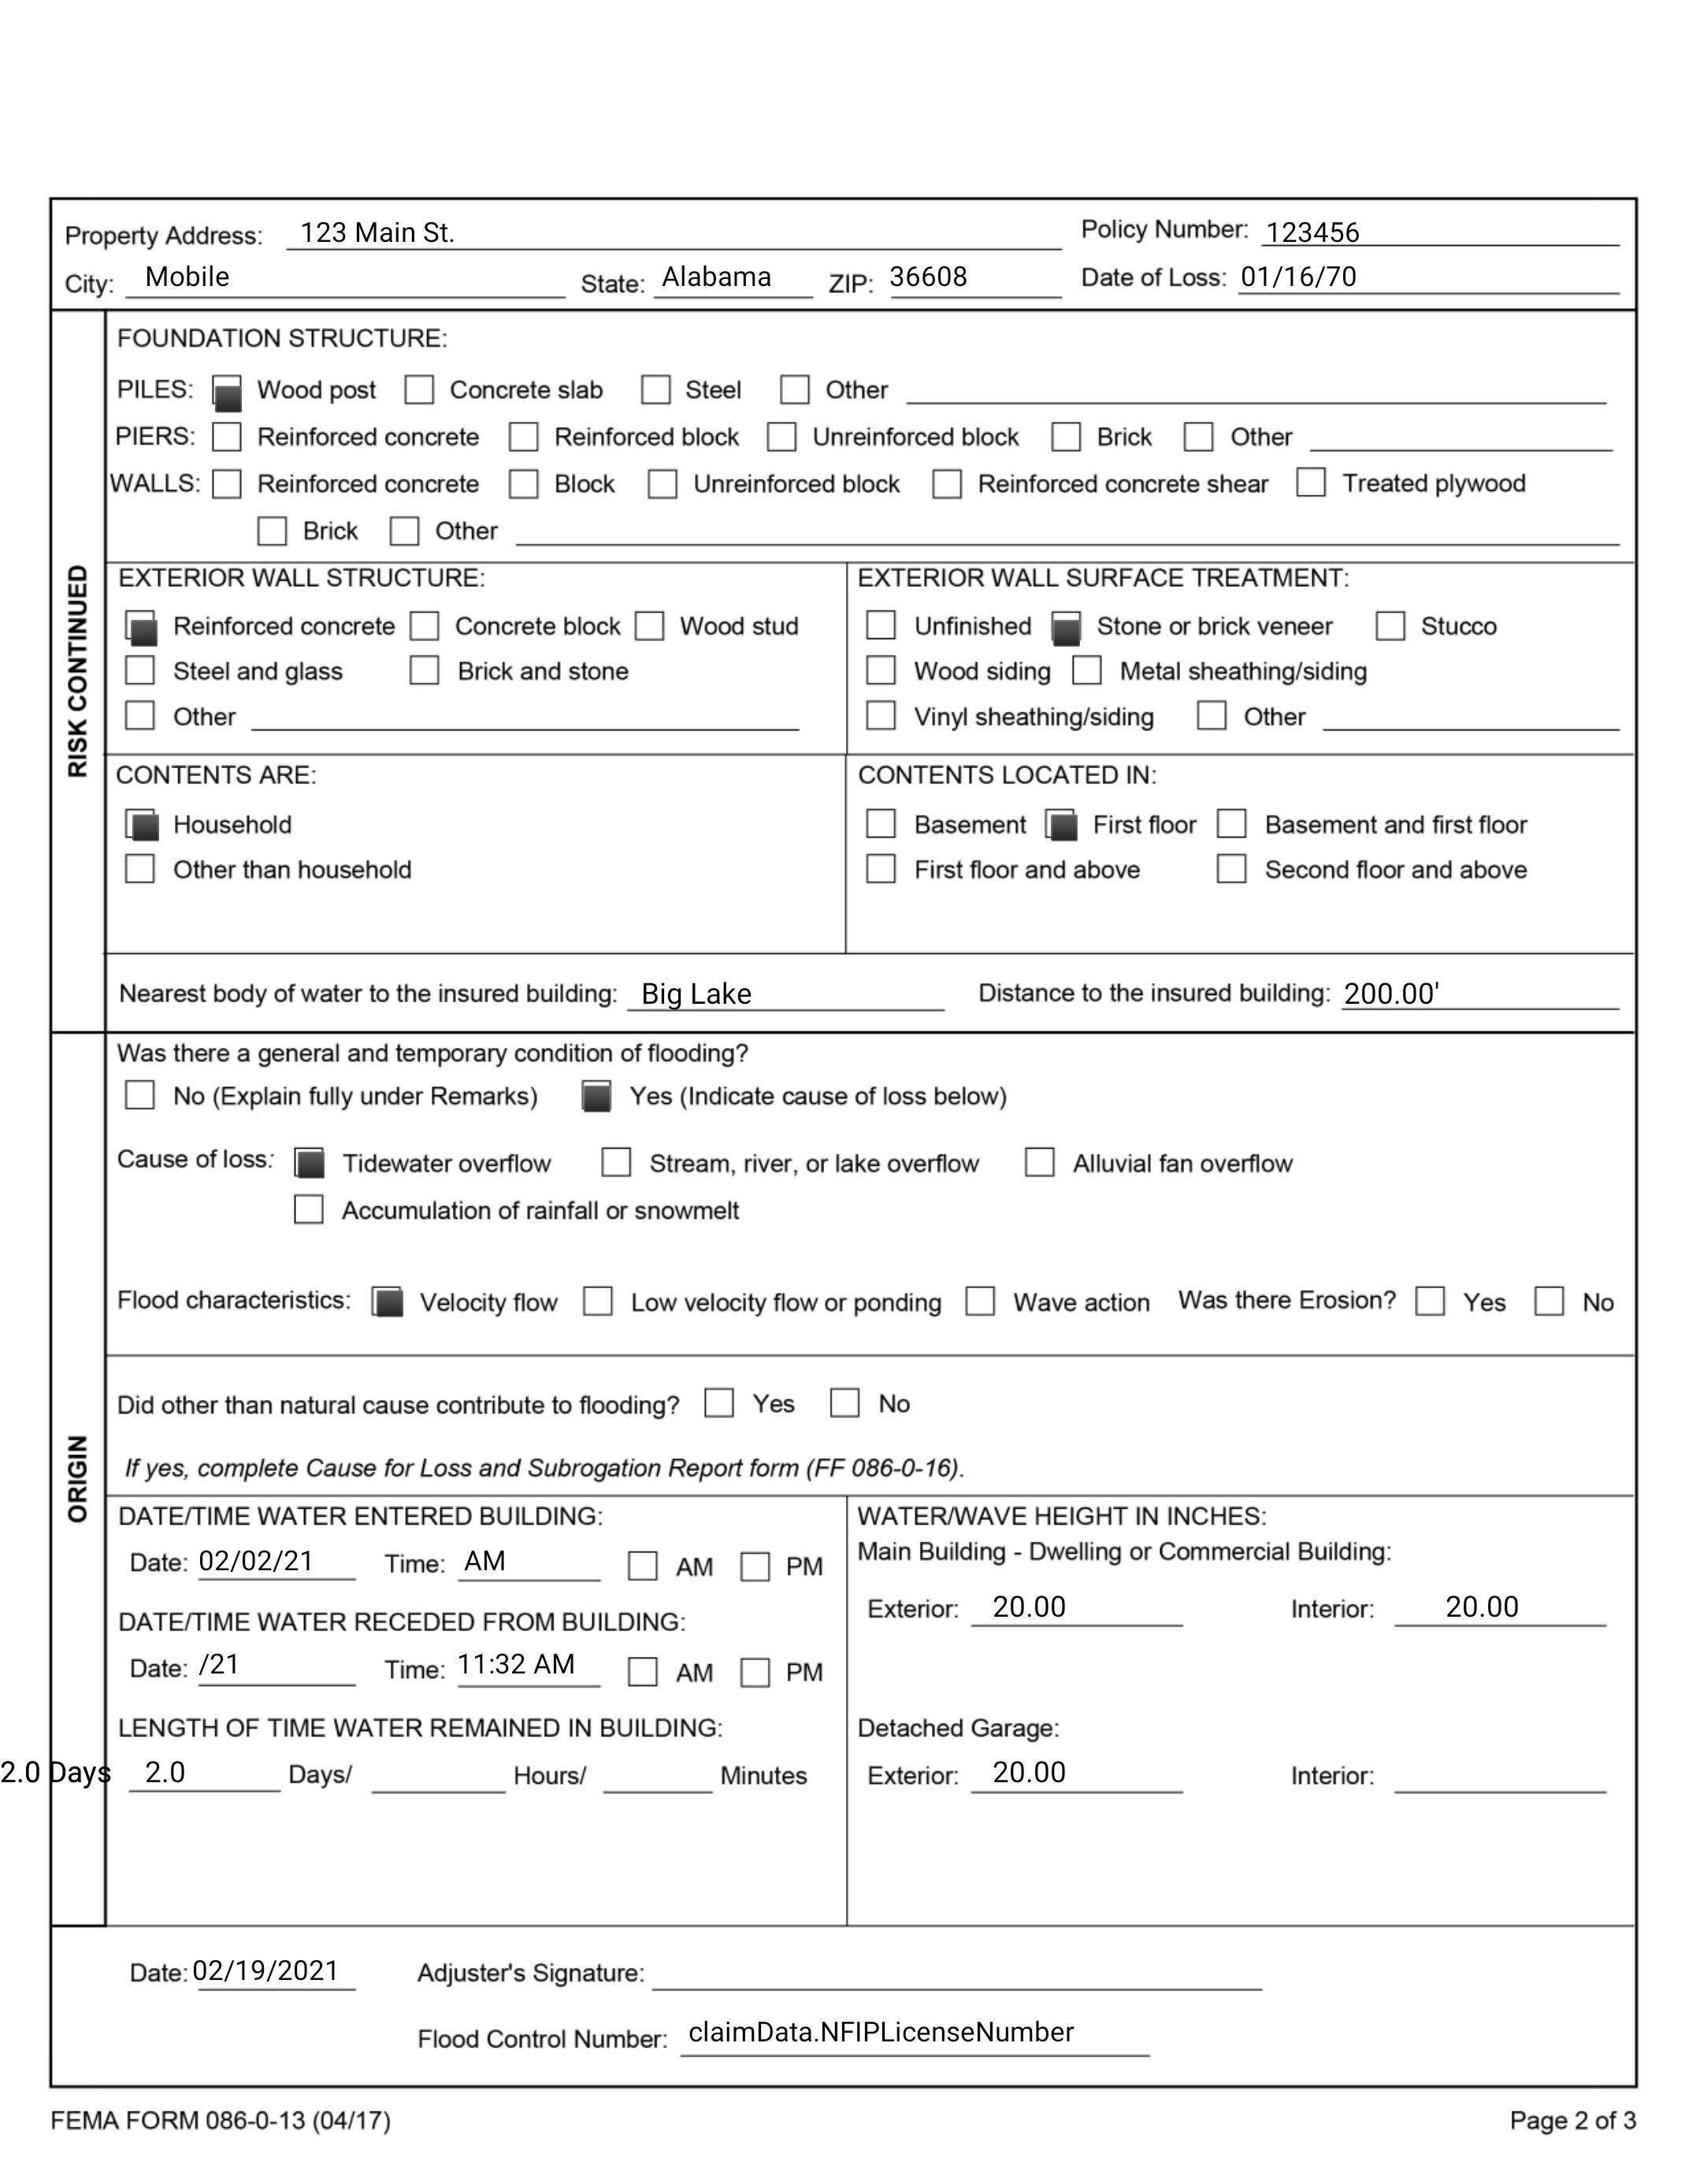 Property Address: 123 Main St. Policy Number: 123456
City: Mobile State: Alabama ZIP: 36608 Date of Loss: 01/16/70
RISK CONTINUED
FOUNDATION STRUCTURE:
PILES: Wood post Concrete slab Steel Other
PIERS: Reinforced concrete Reinforced block Unreinforced block Brick Other
WALLS: Reinforced concrete Block Unreinforced block Reinforced concrete shear Treated plywood
Brick Other
EXTERIOR WALL STRUCTURE:
Reinforced concrete Concrete block Wood stud
Steel and glass Brick and stone
Other
EXTERIOR WALL SURFACE TREATMENT:
Unfinished Stone or brick veneer Stucco
Wood siding Metal sheathing/siding
Vinyl sheathing/siding Other
CONTENTS ARE:
Household
Other than household
CONTENTS LOCATED IN:
Basement First floor Basement and first floor
First floor and above Second floor and above
Nearest body of water to the insured building: Big Lake Distance to the insured building: 200.00'
ORIGIN
Was there a general and temporary condition of flooding?
No (Explain fully under Remarks) Yes (Indicate cause of loss below)
Cause of loss: Tidewater overflow Stream, river, or lake overflow Alluvial fan overflow
Accumulation of rainfall or snowmelt
Flood characteristics: Velocity flow Low velocity flow or ponding Wave action Was there Erosion? Yes No
Did other than natural cause contribute to flooding? Yes No
If yes, complete Cause for Loss and Subrogation Report form (FF 086-0-16).
DATE/TIME WATER ENTERED BUILDING:
Date: 02/02/21 Time: AM AM PM
DATE/TIME WATER RECEDED FROM BUILDING:
Date: /21 Time: 11:32 AM AM PM
LENGTH OF TIME WATER REMAINED IN BUILDING:
2.0 Days 2.0 Days/ Hours/ Minutes
WATER/WAVE HEIGHT IN INCHES:
Main Building - Dwelling or Commercial Building:
Exterior: 20.00 Interior: 20.00
Detached Garage:
Exterior: 20.00 Interior:
Date: 02/19/2021 Adjuster's Signature:
Flood Control Number: claimData.NFIPLicenseNumber
FEMA FORM 086-0-13 (04/17) Page 2 of 3